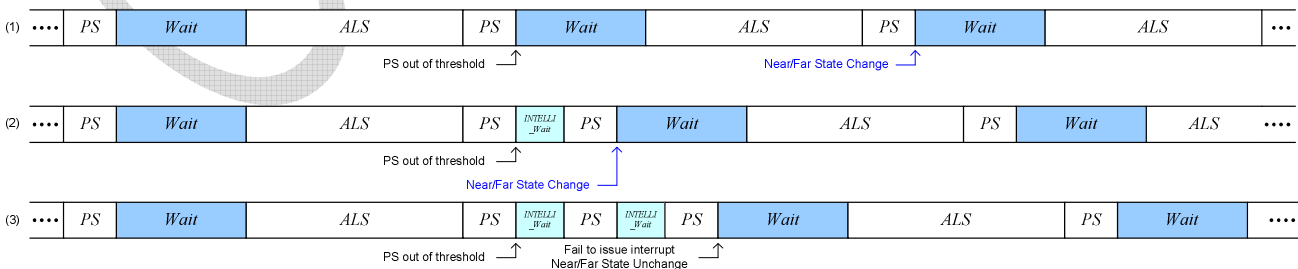 (1) •••• PS Wait ALS PS Wait ALS PS Wait ALS •••
PS out of threshold
Near/Far State Change
(2) •••• PS Wait ALS PS INTELLI _Wait PS Wait ALS PS Wait ALS ••••
PS out of threshold
Near/Far State Change
(3) •••• PS Wait ALS PS INTELLI _Wait PS INTELLI _Wait PS Wait ALS PS Wait ••••
PS out of threshold
Fail to issue interrupt
Near/Far State Unchange